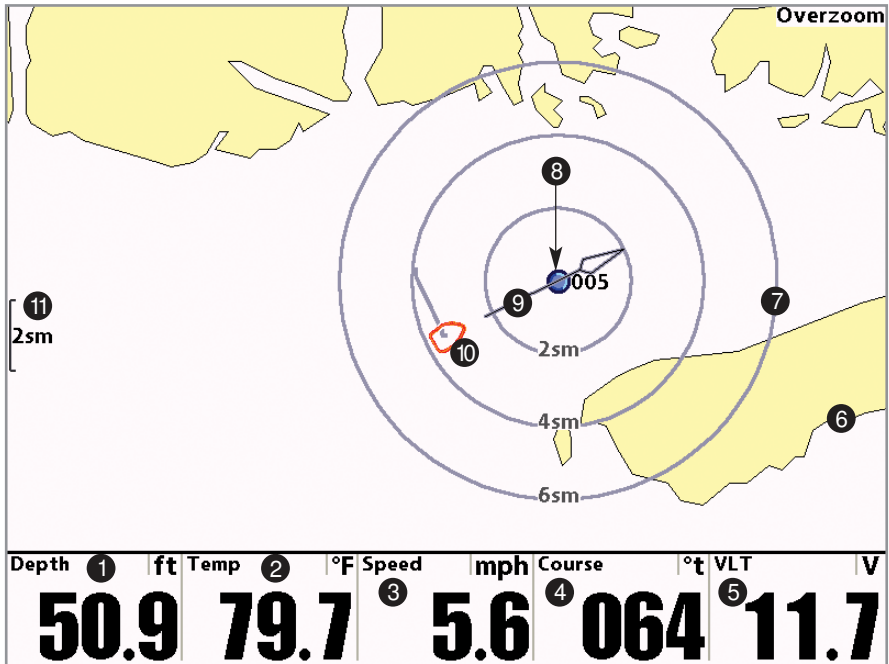 Overzoom
8
005
9
11
7
2sm
10
2sm
4sm
6
6sm
Depth 1 ft
50.9
Temp 2 °F
79.7
Speed mph
3
5.6
Course °t
4
064
VLT V
5
11.7